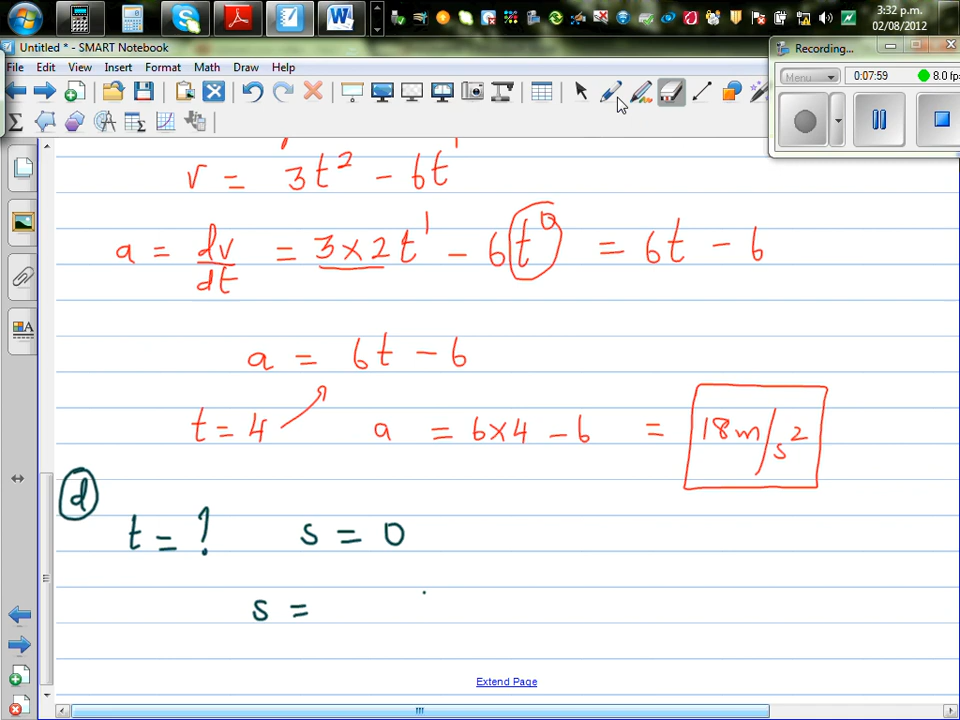 3:32 p.m.
02/08/2012
Untitled * - SMART Notebook
Recording...
File Edit View Insert Format Math Draw Help
Menu 0:07:59 8.0 fp
v = 3t² - 6t¹
a = dv/dt = 3×2t¹ - 6t⁰ = 6t - 6
a = 6t - 6
t = 4 a = 6×4 - 6 = 18m/s²
d
t = ? s = 0
s =
Extend Page